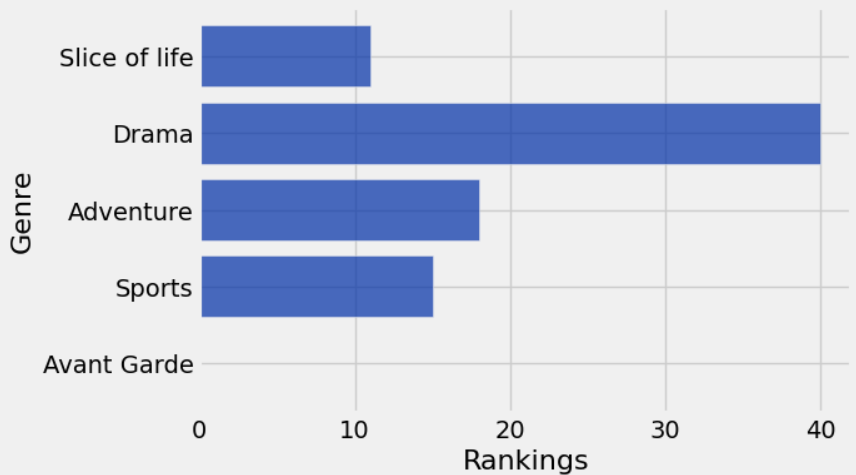 Slice of life
Drama
Adventure
Sports
Avant Garde
Genre
0 10 20 30 40
Rankings